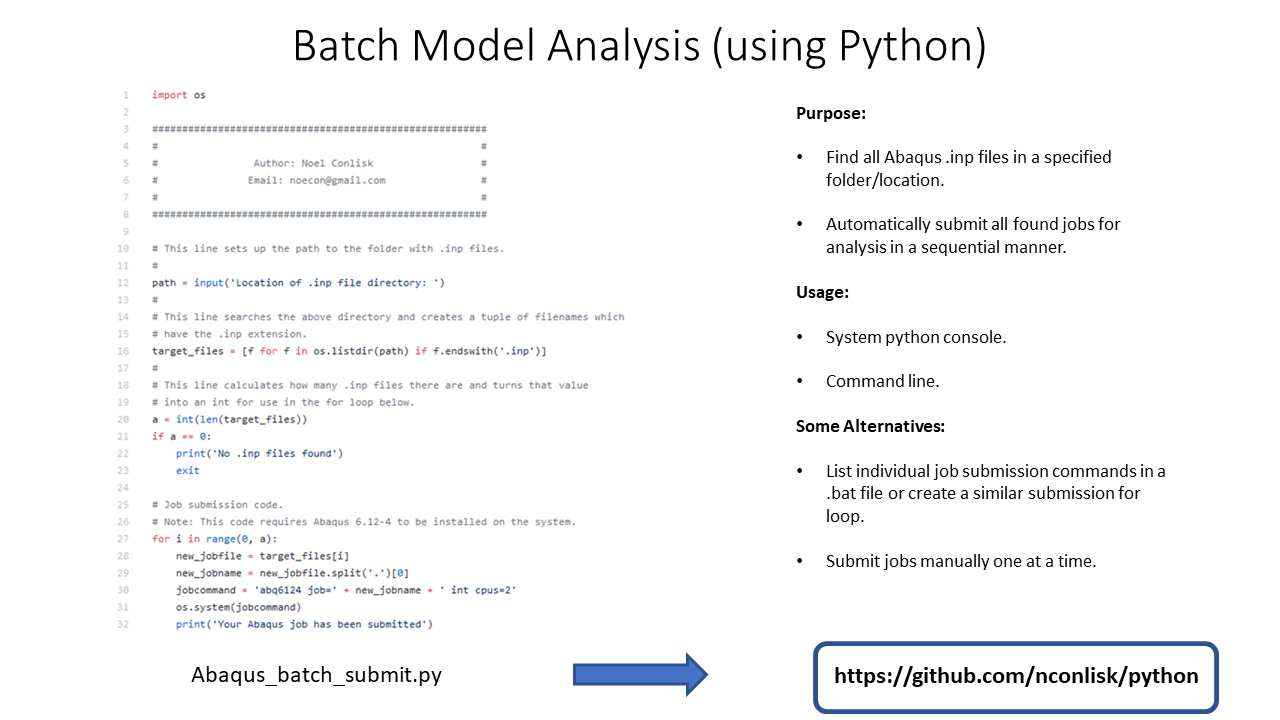 Batch Model Analysis (using Python)
1 import os
2
3 ########################################################
4 # #
5 # Author: Noel Conlisk #
6 # Email: noecon@gmail.com #
7 # #
8 ########################################################
9
10 # This line sets up the path to the folder with .inp files.
11 #
12 path = input('Location of .inp file directory: ')
13 #
14 # This line searches the above directory and creates a tuple of filenames which
15 # have the .inp extension.
16 target_files = [f for f in os.listdir(path) if f.endswith('.inp')]
17 #
18 # This line calculates how many .inp files there are and turns that value
19 # into an int for use in the for loop below.
20 a = int(len(target_files))
21 if a == 0:
22 print('No .inp files found')
23 exit
24
25 # Job submission code.
26 # Note: This code requires Abaqus 6.12-4 to be installed on the system.
27 for i in range(0, a):
28 new_jobfile = target_files[i]
29 new_jobname = new_jobfile.split('.')[0]
30 jobcommand = 'abq6124 job=' + new_jobname + ' int cpus=2'
31 os.system(jobcommand)
32 print('Your Abaqus job has been submitted')
Abaqus_batch_submit.py
Purpose:
• Find all Abaqus .inp files in a specified
folder/location.
• Automatically submit all found jobs for
analysis in a sequential manner.
Usage:
• System python console.
• Command line.
Some Alternatives:
• List individual job submission commands in a
.bat file or create a similar submission for
loop.
• Submit jobs manually one at a time.
https://github.com/nconlisk/python